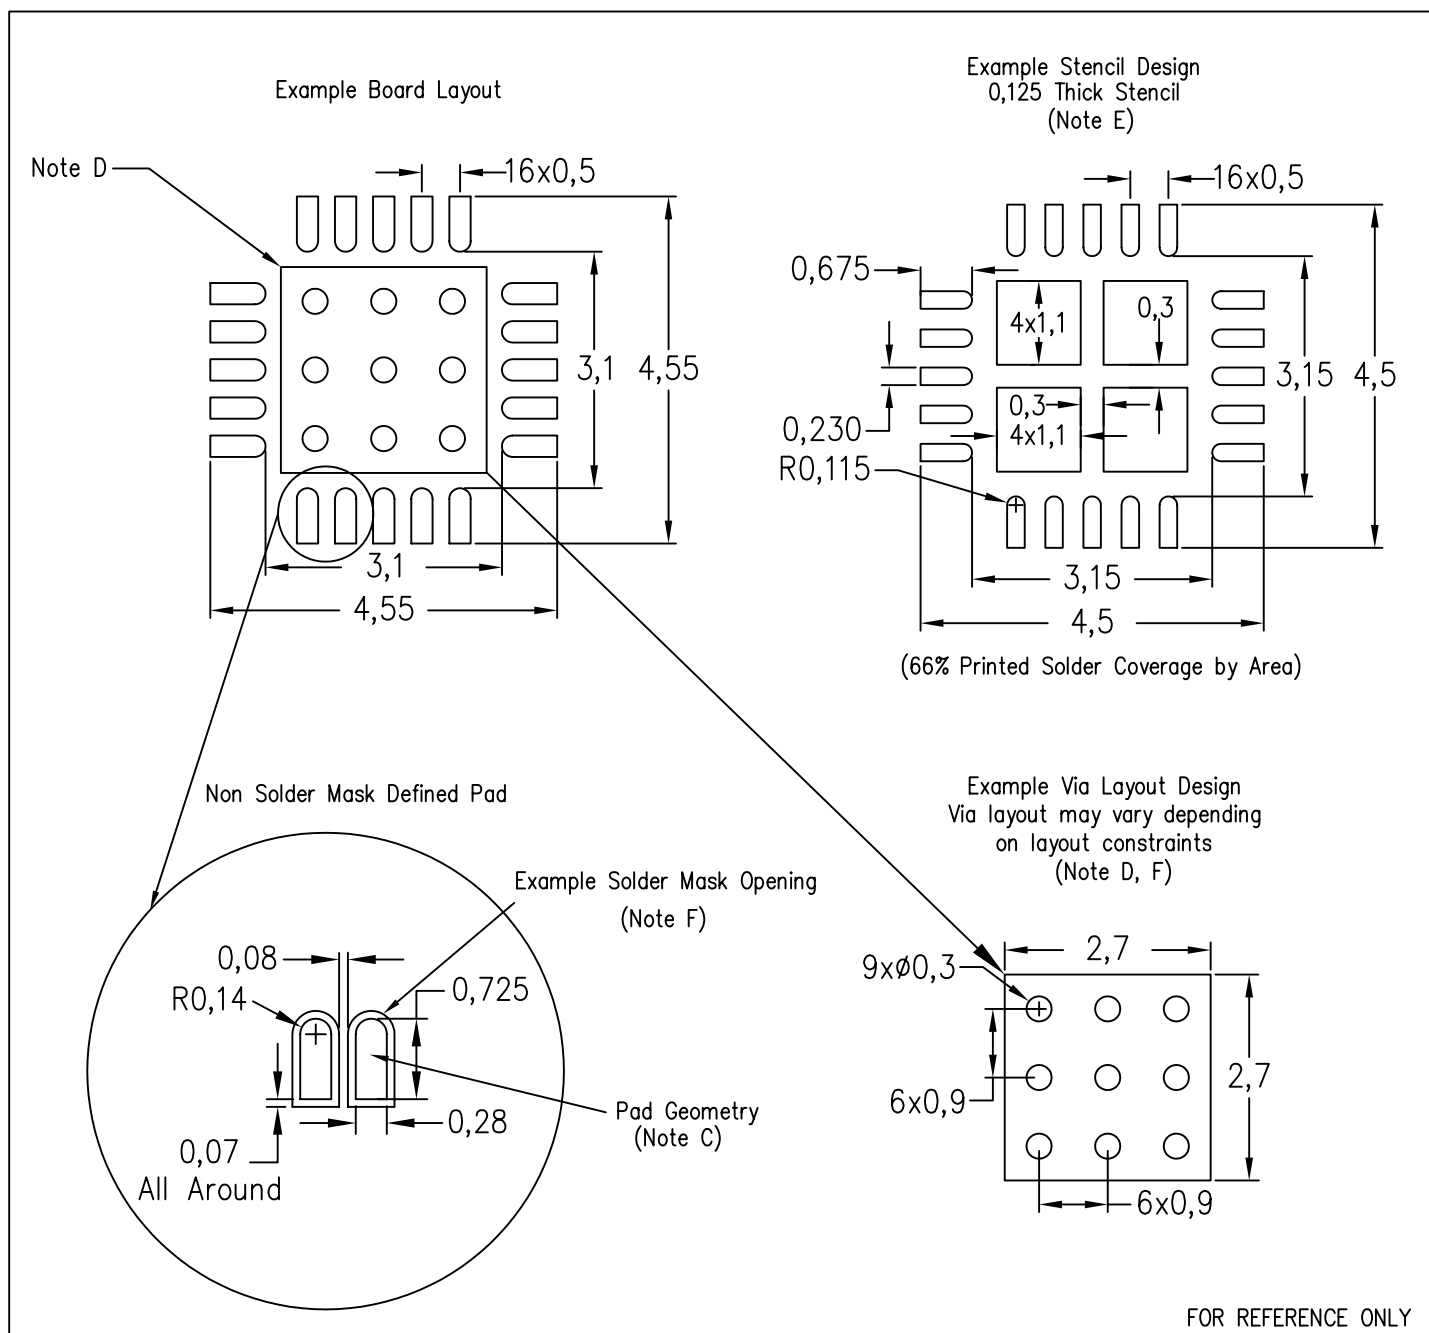 Example Board Layout
Note D
16x0,5
3,1
4,55
3,1
4,55
Example Stencil Design
0,125 Thick Stencil
(Note E)
16x0,5
0,675
4x1,1
0,3
0,3
4x1,1
0,230
R0,115
3,15
4,5
3,15
4,5
(66% Printed Solder Coverage by Area)
Non Solder Mask Defined Pad
Example Solder Mask Opening
(Note F)
0,08
R0,14
0,725
Pad Geometry
(Note C)
0,28
0,07
All Around
Example Via Layout Design
Via layout may vary depending
on layout constraints
(Note D, F)
2,7
9xø0,3
6x0,9
2,7
6x0,9
FOR REFERENCE ONLY